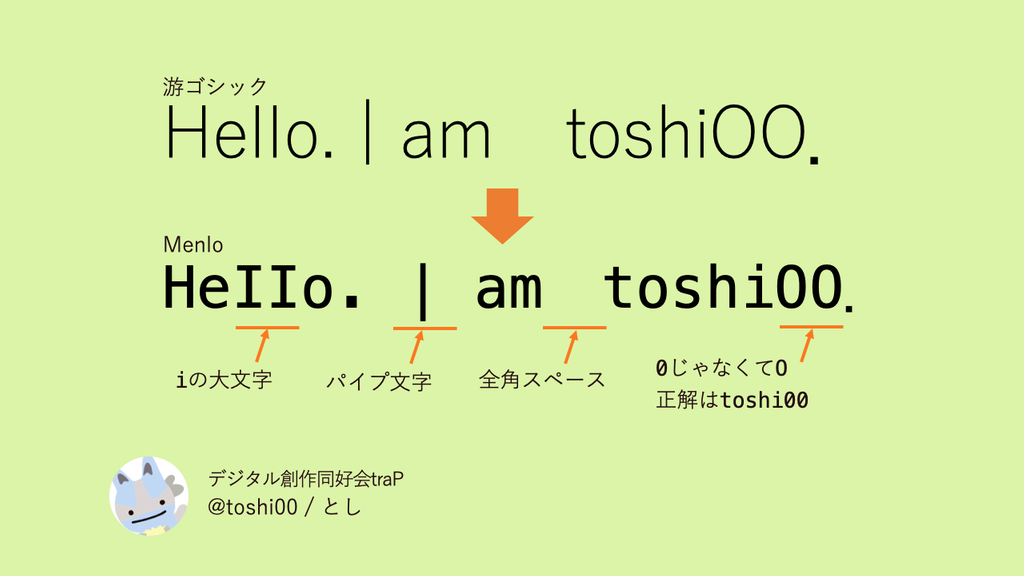 游ゴシック
Hello. | am　toshiOO.
Menlo
HeIIo. | am　toshiOO.
iの大文字
パイプ文字
全角スペース
0じゃなくてO
正解はtoshi00
デジタル創作同好会traP
@toshi00 / とし